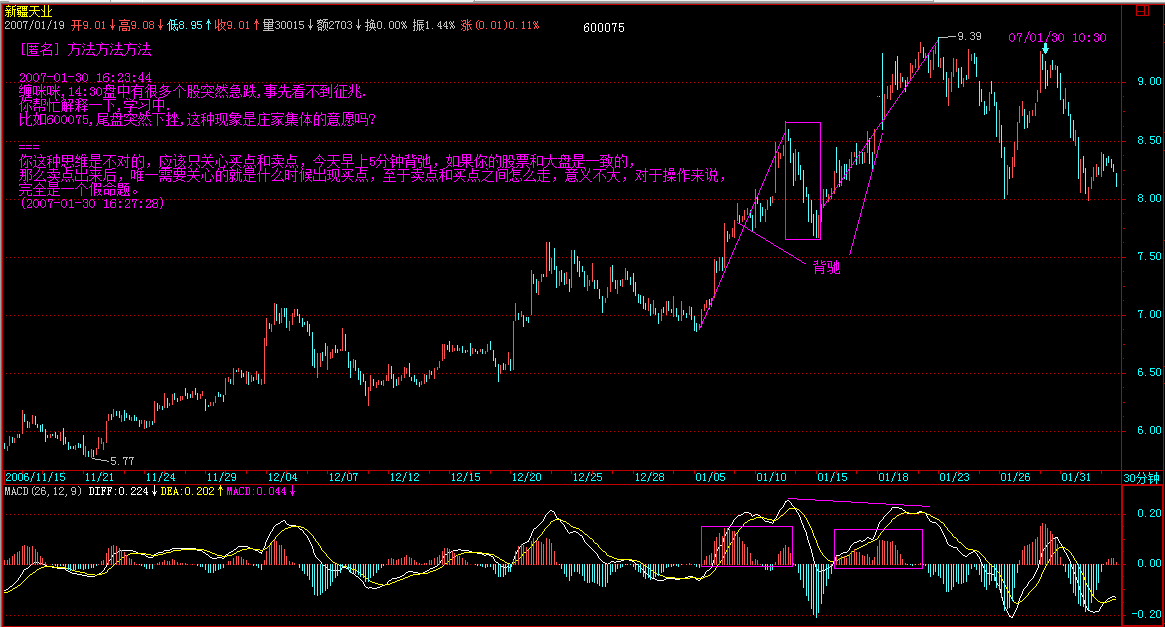 新疆天业
2007/01/19 开9.01↓高9.08↓低8.95↑收9.01↑量30015↓额2703↓换0.00% 振1.44% 涨(0.01)0.11%
600075
[匿名] 方法方法方法
2007-01-30 16:23:44
缠咪咪,14:30盘中有很多个股突然急跌,事先看不到征兆.
你帮忙解释一下,学习中.
比如600075,尾盘突然下挫,这种现象是庄家集体的意愿吗?
===
你这种思维是不对的，应该只关心买点和卖点，今天早上5分钟背弛，如果你的股票和大盘是一致的，
那么卖点出来后，唯一需要关心的就是什么时候出现买点，至于卖点和买点之间怎么走，意义不大，对于操作来说，
完全是一个假命题。
(2007-01-30 16:27:28)
9.39
07/01/30 10:30
背驰
5.77
9.00
8.50
8.00
7.50
7.00
6.50
6.00
2006/11/15 11/21 11/24 11/29 12/04 12/07 12/12 12/15 12/20 12/25 12/28 01/05 01/10 01/15 01/18 01/23 01/26 01/31 30分钟
MACD(26,12,9) DIFF:0.224↓DEA:0.202↑MACD:0.044↓
0.20
0.00
-0.20